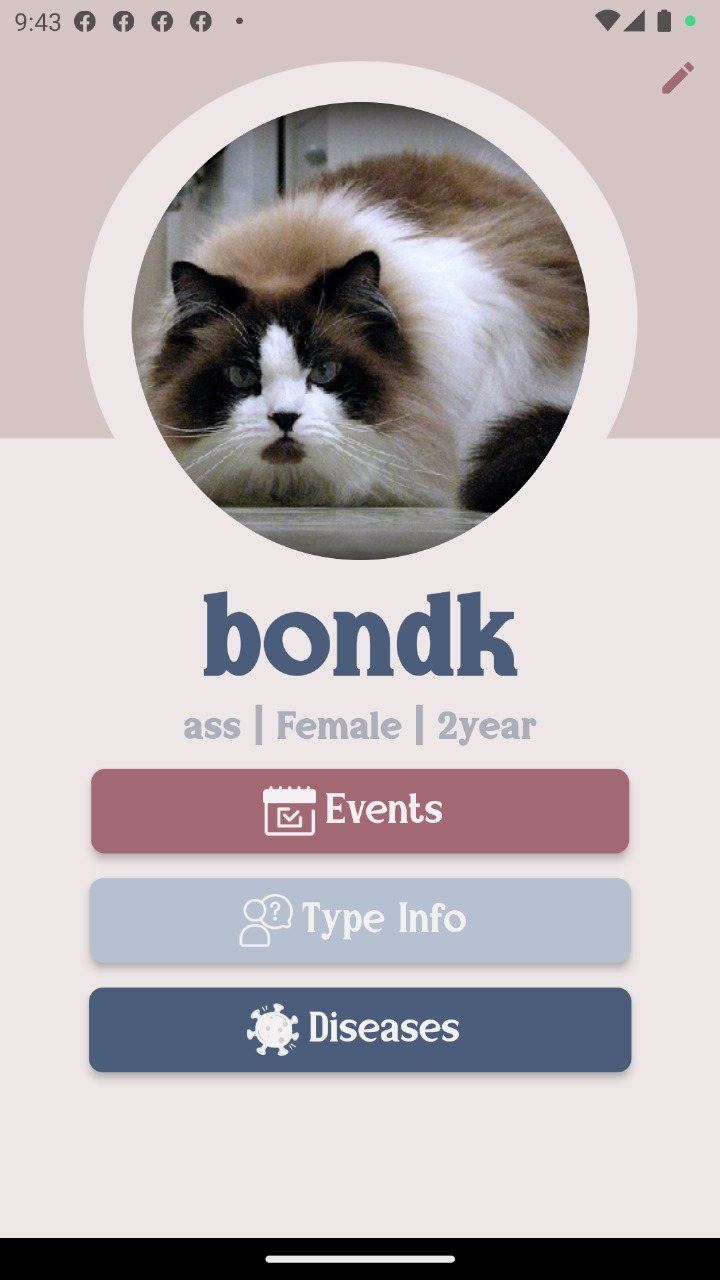 9:43
bondk
ass | Female | 2year
Events
Type Info
Diseases